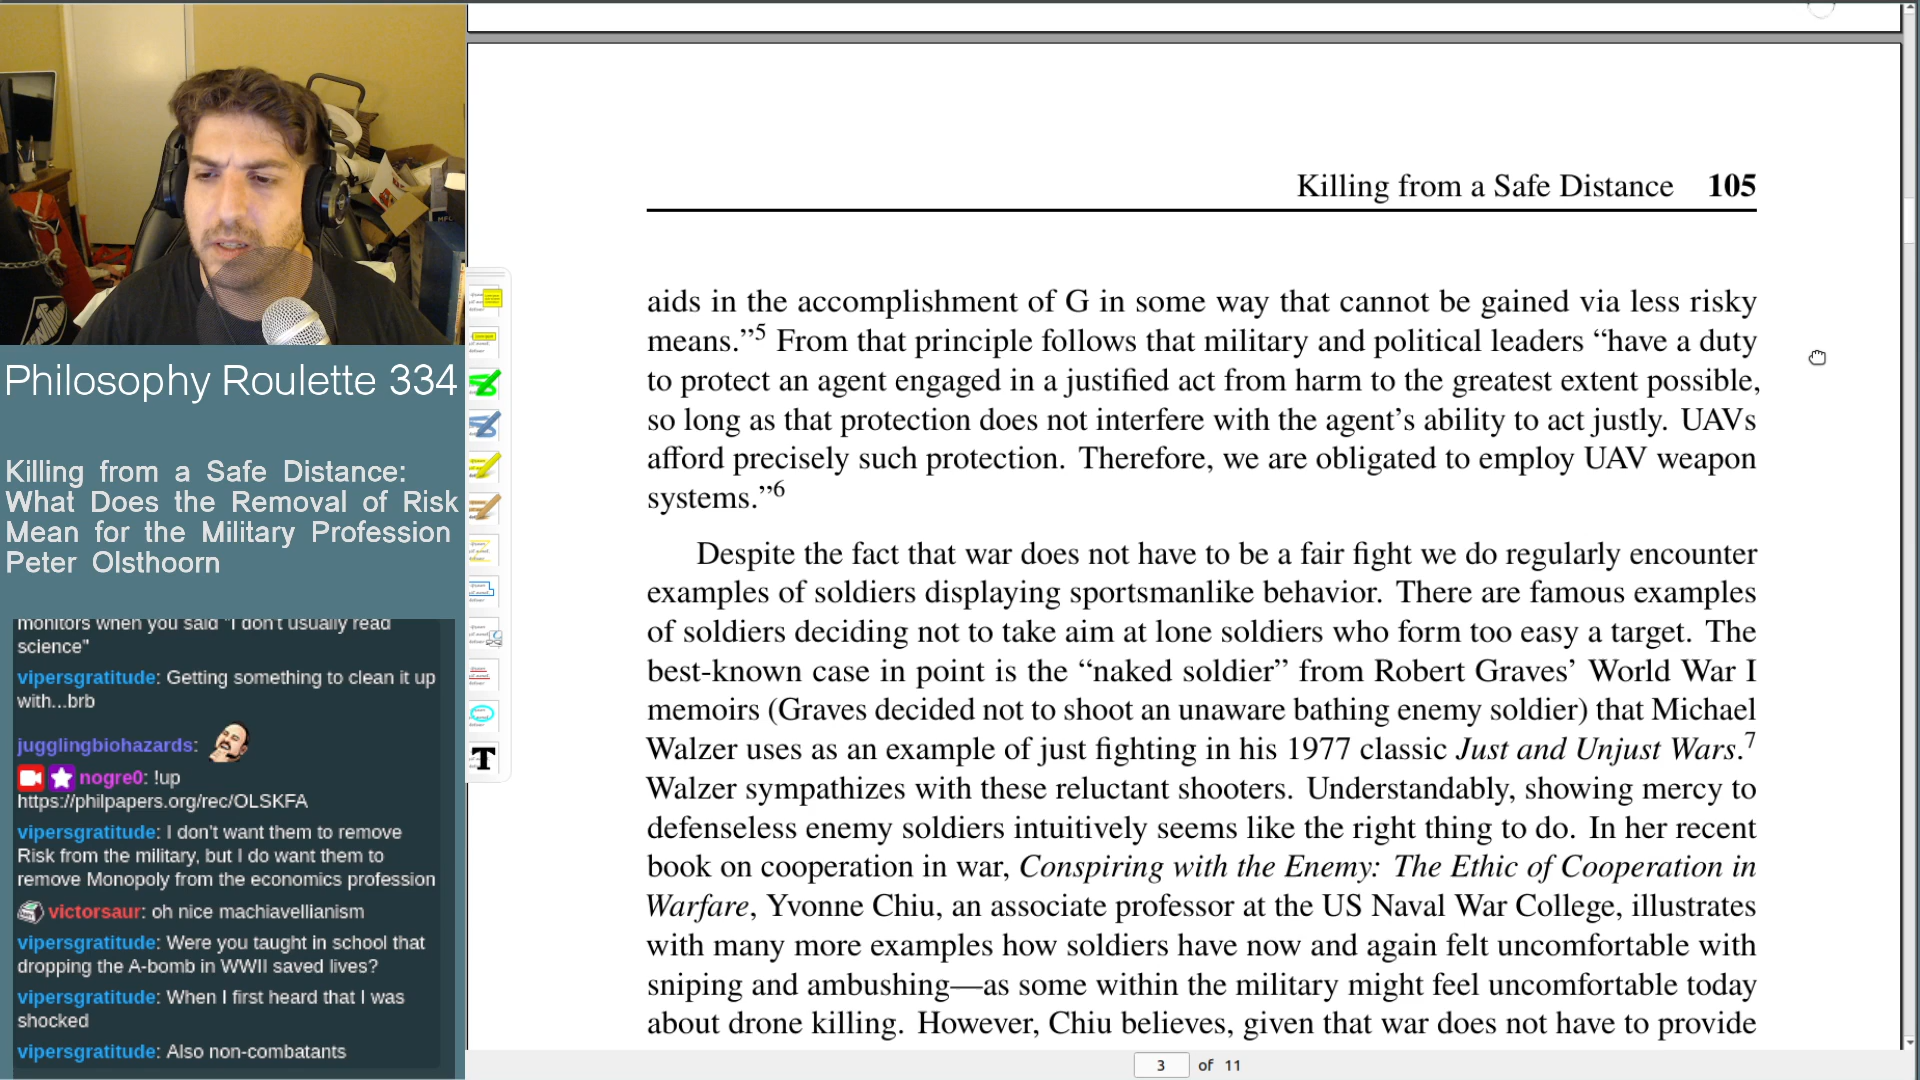 Philosophy Roulette 334
Killing from a Safe Distance:
What Does the Removal of Risk
Mean for the Military Profession
Peter Olsthoorn
monitors when you said "I don't usually read
science"
vipersgratitude: Getting something to clean it up
with...brb
jugglingbiohazards:
nogre0: !up
https://philpapers.org/rec/OLSKFA
vipersgratitude: I don't want them to remove
Risk from the military, but I do want them to
remove Monopoly from the economics profession
victorsaur: oh nice machiavellianism
vipersgratitude: Were you taught in school that
dropping the A-bomb in WWII saved lives?
vipersgratitude: When I first heard that I was
shocked
vipersgratitude: Also non-combatants
Killing from a Safe Distance 105
aids in the accomplishment of G in some way that cannot be gained via less risky
means.”5 From that principle follows that military and political leaders “have a duty
to protect an agent engaged in a justified act from harm to the greatest extent possible,
so long as that protection does not interfere with the agent’s ability to act justly. UAVs
afford precisely such protection. Therefore, we are obligated to employ UAV weapon
systems.”6
Despite the fact that war does not have to be a fair fight we do regularly encounter
examples of soldiers displaying sportsmanlike behavior. There are famous examples
of soldiers deciding not to take aim at lone soldiers who form too easy a target. The
best-known case in point is the “naked soldier” from Robert Graves’ World War I
memoirs (Graves decided not to shoot an unaware bathing enemy soldier) that Michael
Walzer uses as an example of just fighting in his 1977 classic Just and Unjust Wars.7
Walzer sympathizes with these reluctant shooters. Understandably, showing mercy to
defenseless enemy soldiers intuitively seems like the right thing to do. In her recent
book on cooperation in war, Conspiring with the Enemy: The Ethic of Cooperation in
Warfare, Yvonne Chiu, an associate professor at the US Naval War College, illustrates
with many more examples how soldiers have now and again felt uncomfortable with
sniping and ambushing—as some within the military might feel uncomfortable today
about drone killing. However, Chiu believes, given that war does not have to provide
T
3 of 11